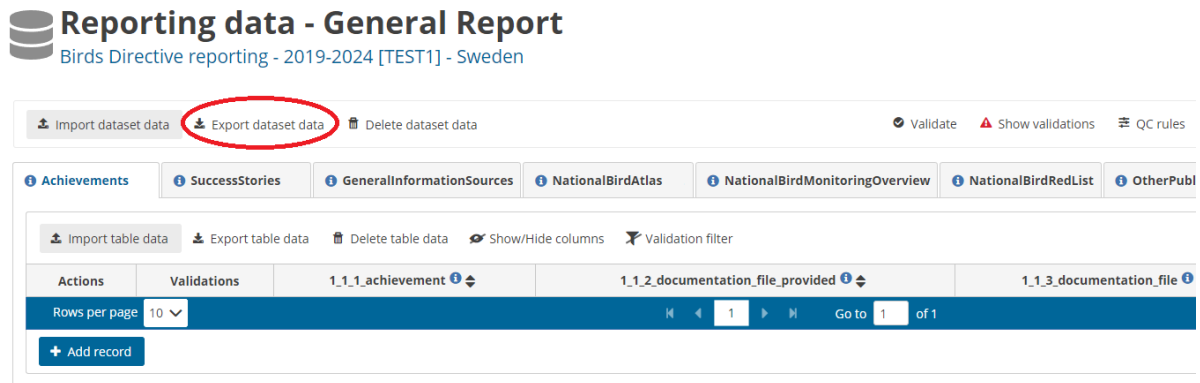 Reporting data - General Report
Birds Directive reporting - 2019-2024 [TEST1] - Sweden
Import dataset data Export dataset data Delete dataset data Validate Show validations QC rules
Achievements SuccessStories GeneralInformationSources NationalBirdAtlas NationalBirdMonitoringOverview NationalBirdRedList OtherPubl
Import table data Export table data Delete table data Show/Hide columns Validation filter
Actions Validations 1_1_1_achievement 1_1_2_documentation_file_provided 1_1_3_documentation_file
Rows per page 10 1 Go to 1 of 1
+ Add record